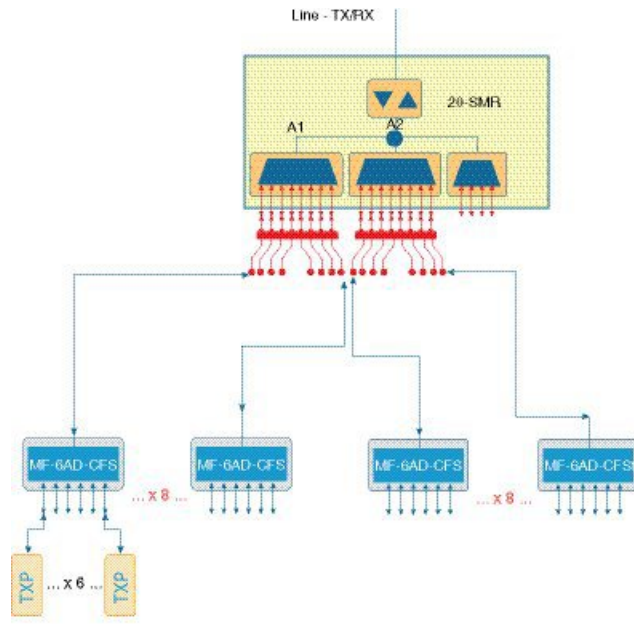 Line - TX/RX
20-SMR
A1
A2
MF-6AD-CFS
MF-6AD-CFS
MF-6AD-CFS
MF-6AD-CFS
... x 8 ...
... x 8 ...
TXP
... x 6 ...
TXP